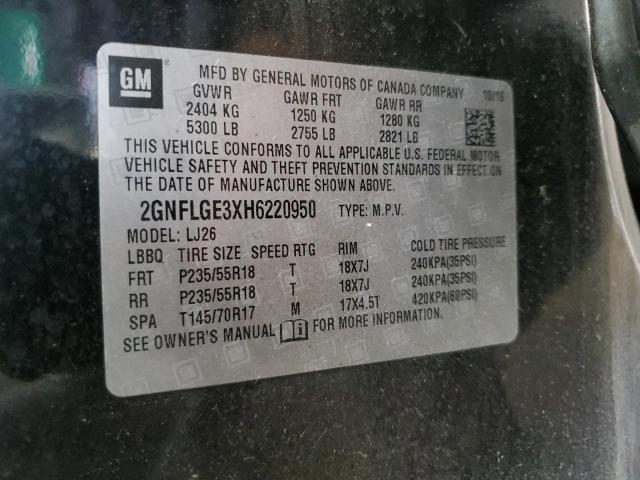 GM
MFD BY GENERAL MOTORS OF CANADA COMPANY 10/16
GVWR GAWR FRT GAWR RR
2404 KG 1250 KG 1280 KG
5300 LB 2755 LB 2821 LB
THIS VEHICLE CONFORMS TO ALL APPLICABLE U.S. FEDERAL MOTOR
VEHICLE SAFETY AND THEFT PREVENTION STANDARDS IN EFFECT ON
THE DATE OF MANUFACTURE SHOWN ABOVE.
2GNFLGE3XH6220950 TYPE: M.P.V.
MODEL: LJ26
LBBQ TIRE SIZE SPEED RTG RIM COLD TIRE PRESSURE
FRT P235/55R18 T 18X7J 240KPA(35PSI)
RR P235/55R18 T 18X7J 240KPA(35PSI)
SPA T145/70R17 M 17X4.5T 420KPA(60PSI)
SEE OWNER'S MANUAL FOR MORE INFORMATION.